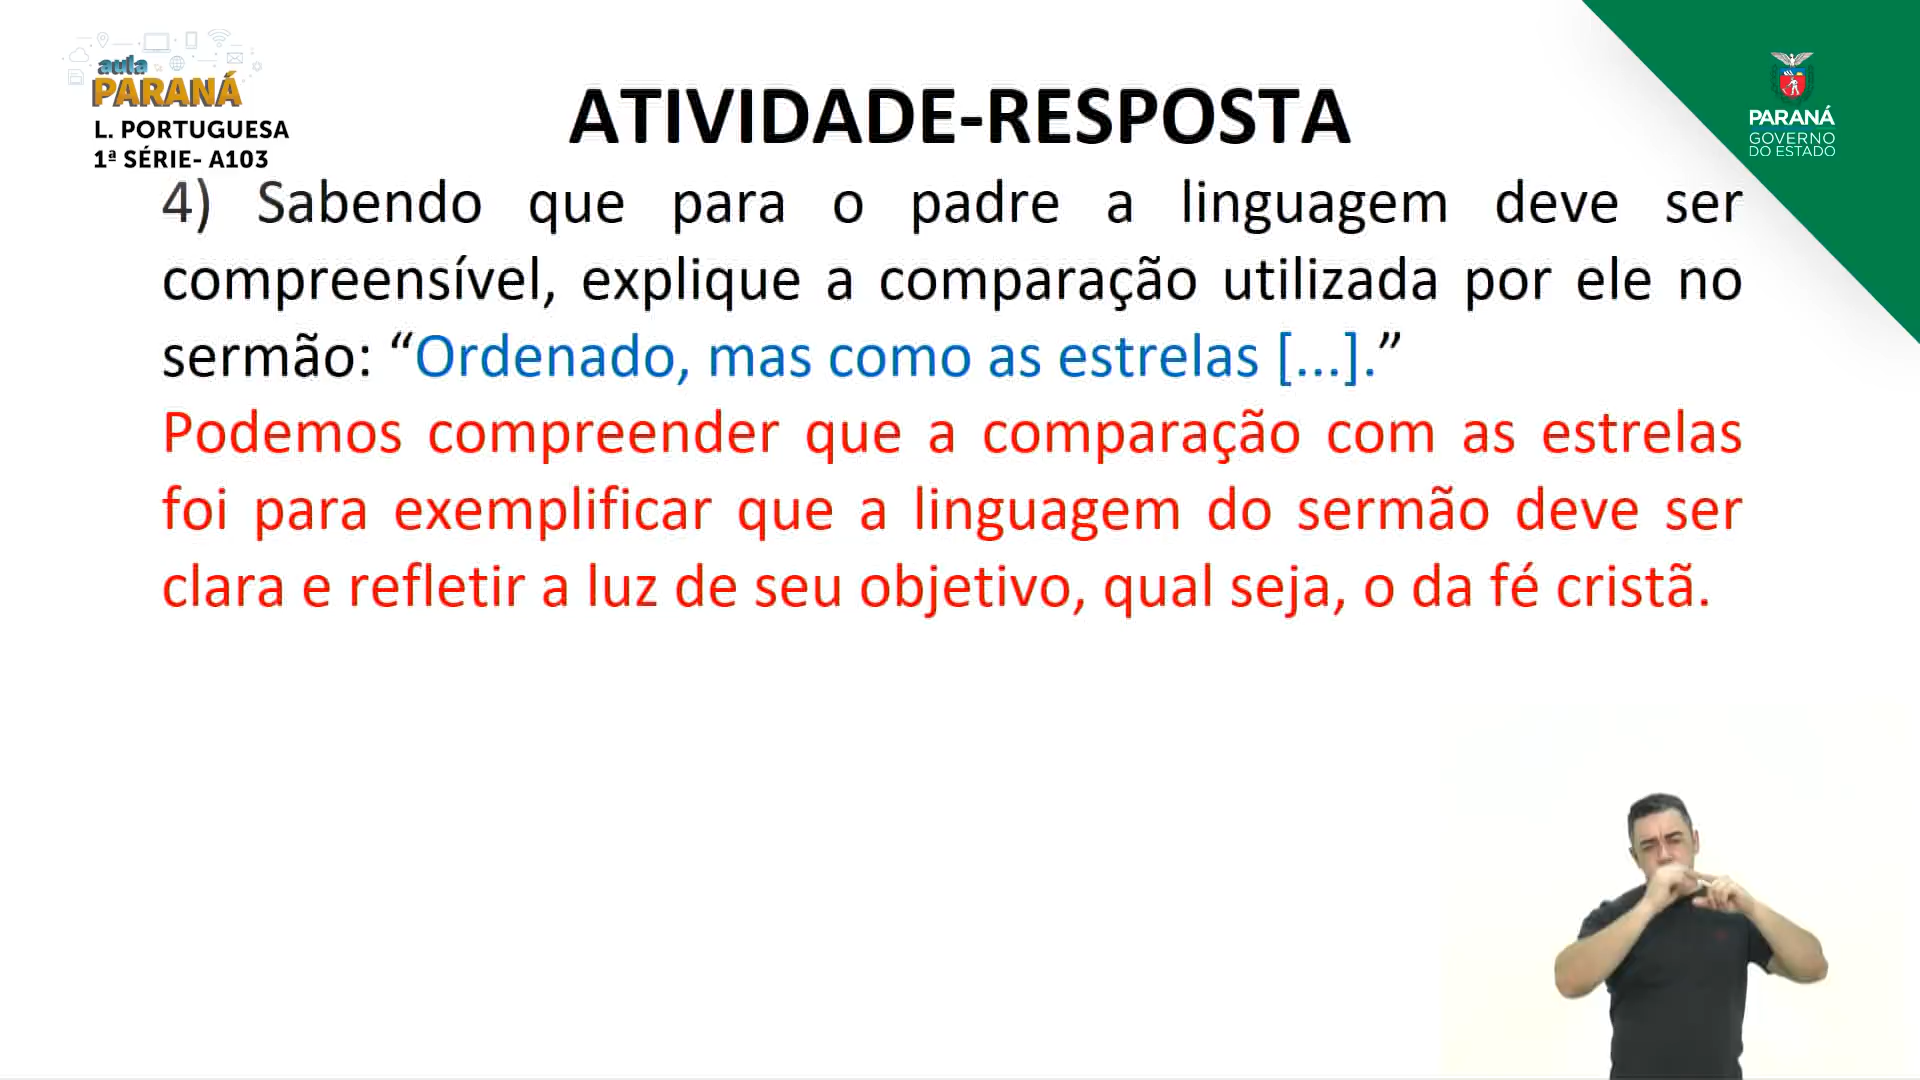 aula
PARANÁ
L. PORTUGUESA
1ª SÉRIE- A103
ATIVIDADE-RESPOSTA
PARANÁ
GOVERNO
DO ESTADO
4) Sabendo que para o padre a linguagem deve ser
compreensível, explique a comparação utilizada por ele no
sermão: “Ordenado, mas como as estrelas [...].”
Podemos compreender que a comparação com as estrelas
foi para exemplificar que a linguagem do sermão deve ser
clara e refletir a luz de seu objetivo, qual seja, o da fé cristã.